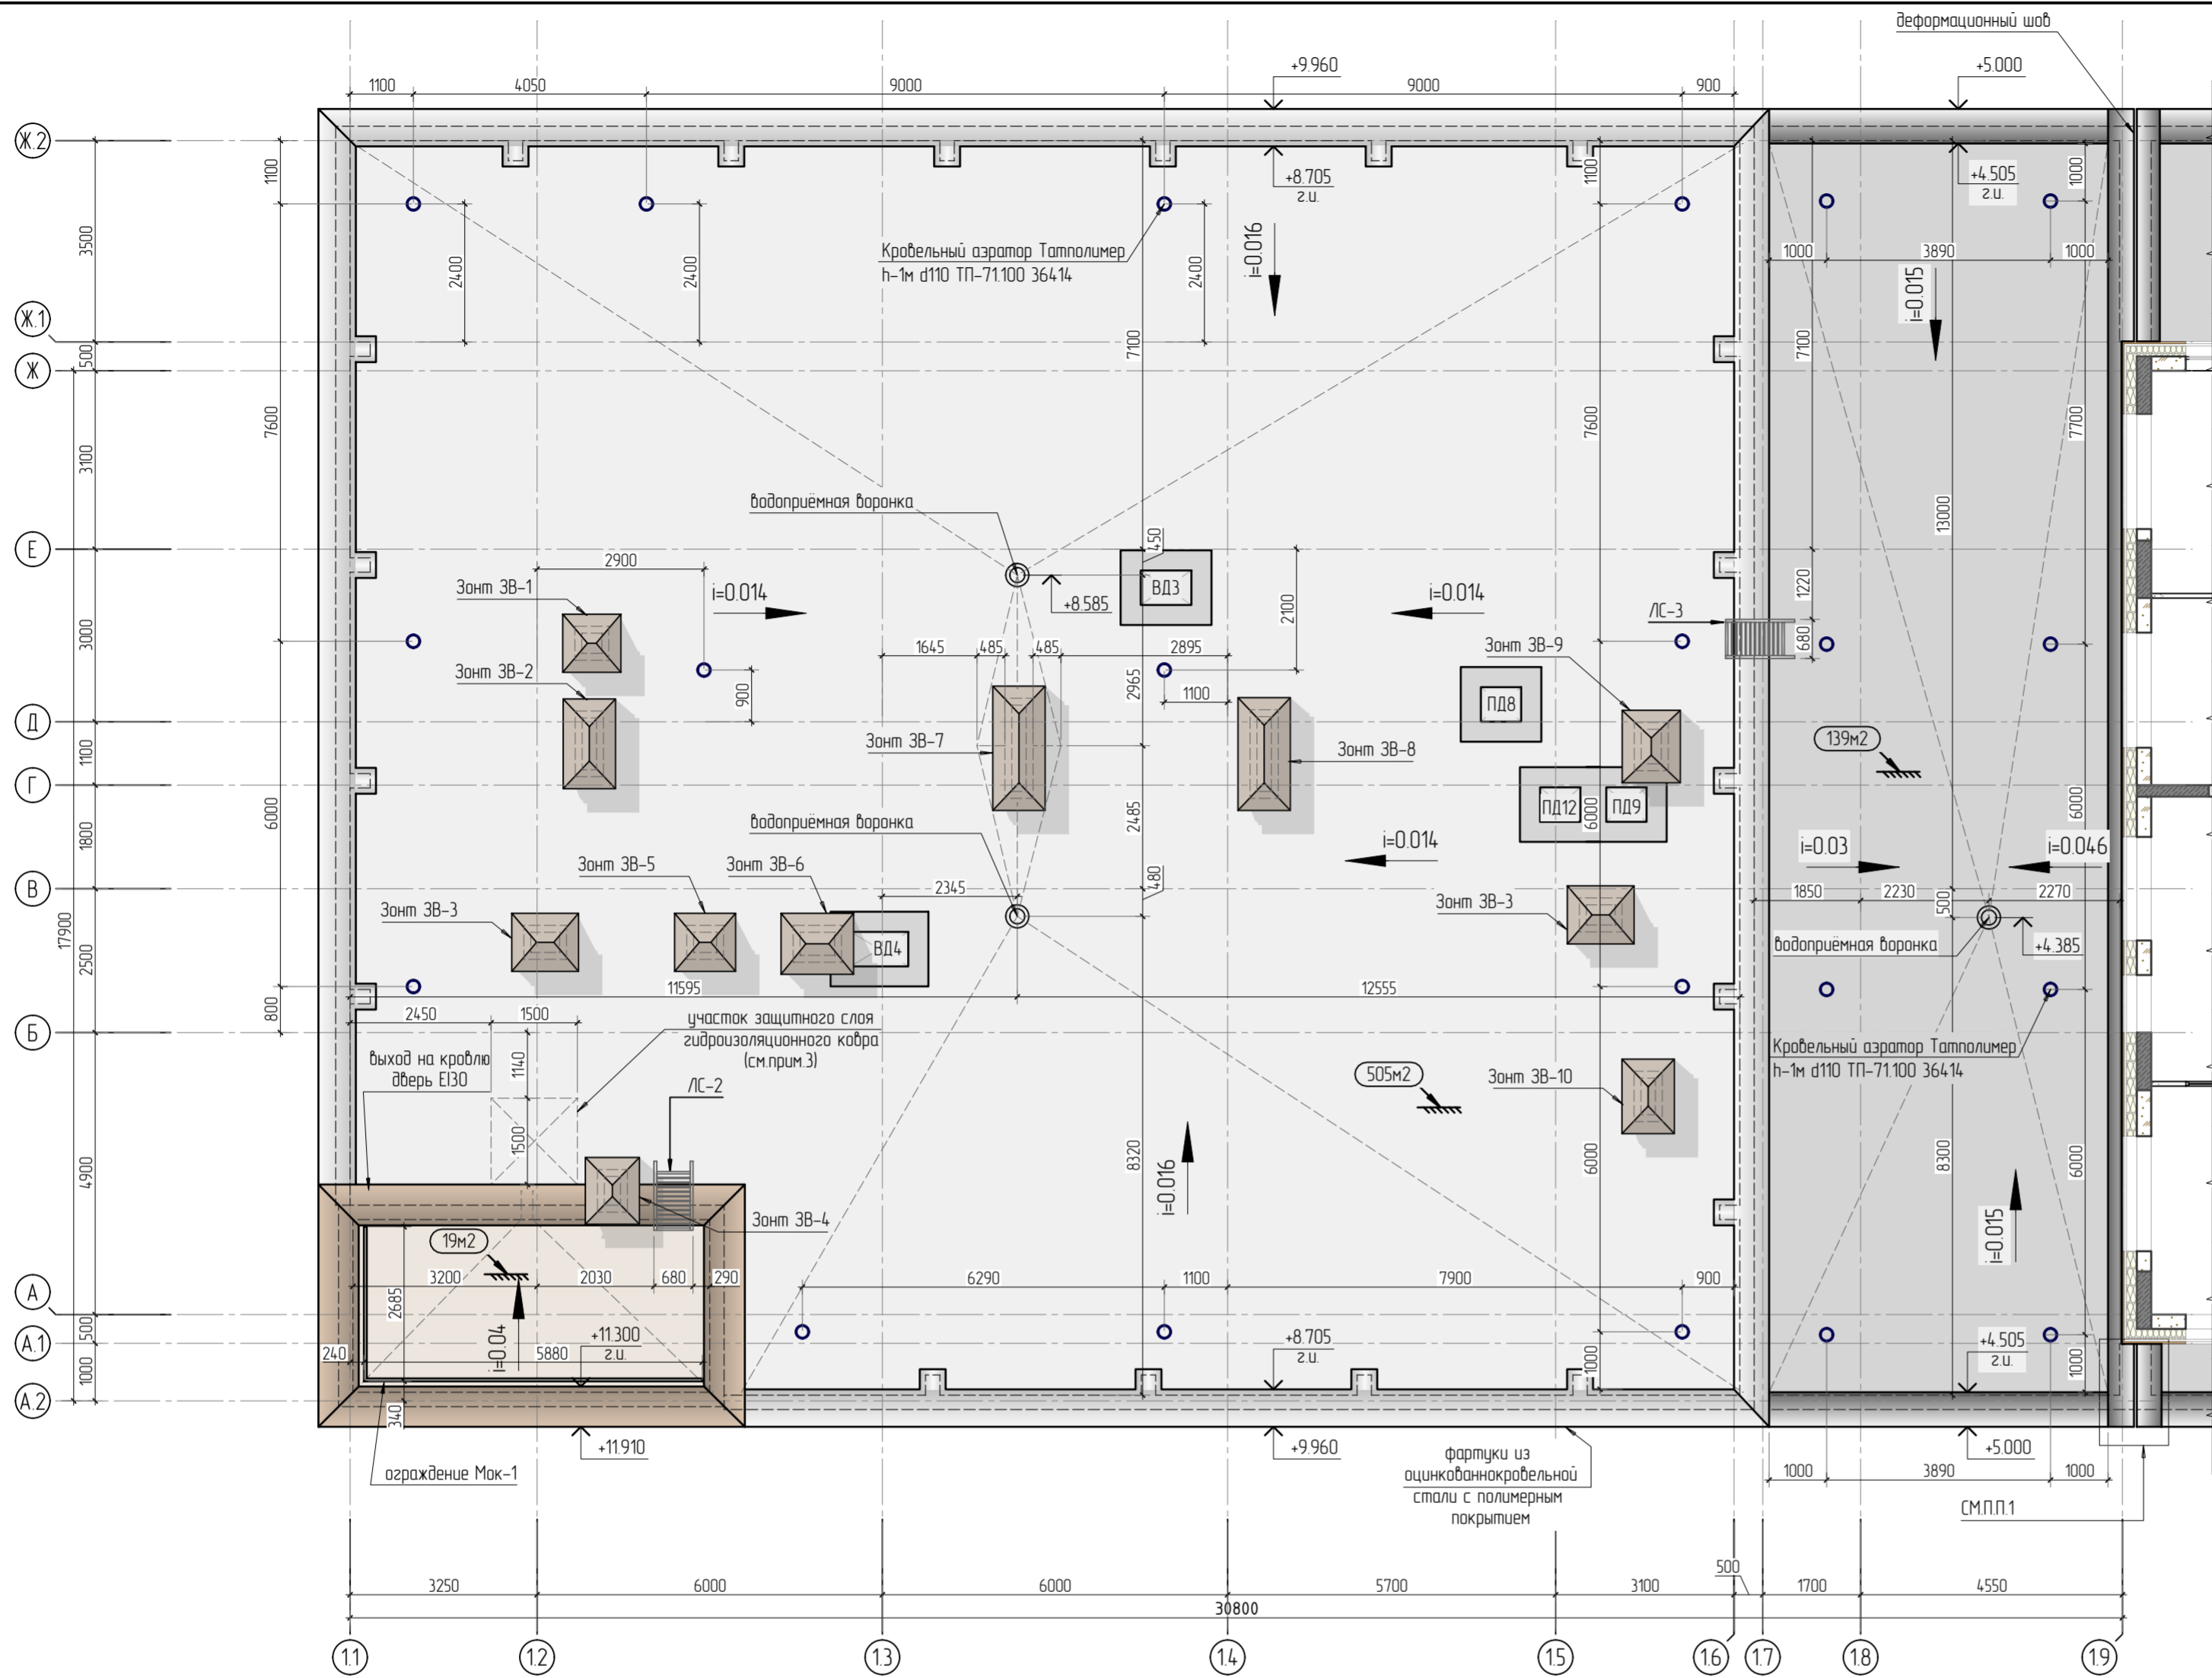 деформационный шов
+9.960
+5.000
1100
4050
9000
9000
900
Ж.2
1100
+8.705
г.и.
1100
+4.505
г.и.
1000
3500
2400
2400
Кровельный аэратор Татполимер
h-1м d110 ТП-71.100 36414
2400
i=0.016
1000
3890
1000
i=0.015
Ж.1
500
7100
7100
Ж
7600
7600
7700
3100
водоприёмная воронка
13000
Е
450
2900
Зонт ЗВ-1
i=0.014
ВД3
+8.585
2100
i=0.014
ЛС-3
1220
680
3000
Зонт ЗВ-2
1645
485
485
2895
Зонт ЗВ-9
900
2965
1100
ПД8
Д
Зонт ЗВ-7
Зонт ЗВ-8
139м2
1100
Г
ПД12
ПД9
6000
2485
6000
6000
водоприёмная воронка
1800
i=0.014
i=0.03
i=0.046
Зонт ЗВ-5
Зонт ЗВ-6
В
2345
480
1850
2230
500
2270
Зонт ЗВ-3
Зонт ЗВ-3
17900
ВД4
водоприёмная воронка
+4.385
2500
11595
12555
800
2450
1500
участок защитного слоя
гидроизоляционного ковра
(см.прим.3)
Б
выход на кровлю
дверь EI30
1140
Кровельный аэратор Татполимер
h-1м d110 ТП-71.100 36414
505м2
Зонт ЗВ-10
ЛС-2
1500
4900
8320
i=0.016
6000
8300
6000
Зонт ЗВ-4
i=0.015
19м2
3200
2030
680
290
6290
1100
7900
900
А
2685
500
А.1
+11.300
г.и.
+8.705
г.и.
+4.505
г.и.
240
5880
i=0.04
1000
1000
1000
А.2
340
+11.910
+9.960
+5.000
ограждение Мок-1
фартуки из
оцинкованнокровельной
стали с полимерным
покрытием
1000
3890
1000
СМ.П.П.1
3250
6000
6000
5700
3100
500
1700
4550
30800
1.1
1.2
1.3
1.4
1.5
1.6
1.7
1.8
1.9